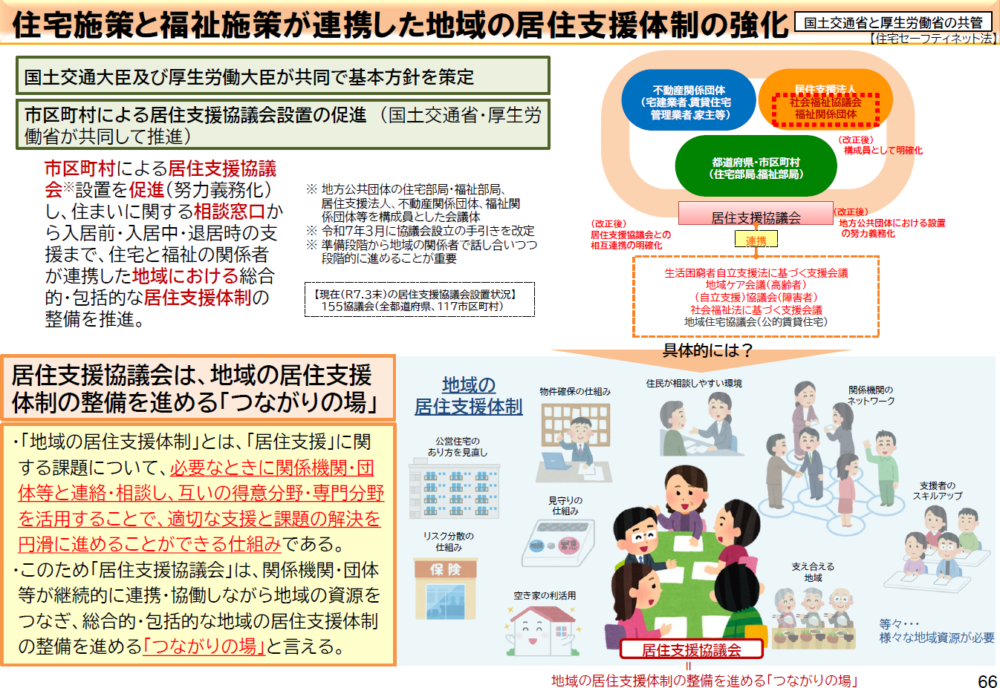 住宅施策と福祉施策が連携した地域の居住支援体制の強化
国土交通省と厚生労働省の共管
【住宅セーフティネット法】
国土交通大臣及び厚生労働大臣が共同で基本方針を策定
市区町村による居住支援協議会設置の促進 （国土交通省・厚生労
働省が共同して推進）
市区町村による居住支援協議
会※設置を促進（努力義務化）
し、住まいに関する相談窓口か
ら入居前・入居中・退居時の支
援まで、住宅と福祉の関係者
が連携した地域における総合
的・包括的な居住支援体制の
整備を推進。
※ 地方公共団体の住宅部局・福祉部局、
居住支援法人、不動産関係団体、福祉関
係団体等を構成員とした会議体
※ 令和7年3月に協議会設立の手引きを改定
※ 準備段階から地域の関係者で話し合いつつ
段階的に進めることが重要
【現在（R7.3末）の居住支援協議会設置状況】
155協議会（全都道府県、117市区町村）
不動産関係団体
（宅建業者、賃貸住宅
管理業者、家主等）
居住支援法人
社会福祉協議会
福祉関係団体
（改正後）
構成員として明確化
都道府県・市区町村
（住宅部局、福祉部局）
居住支援協議会
（改正後）
地方公共団体における設置
の努力義務化
（改正後）
居住支援協議会との
相互連携の明確化
連携
生活困窮者自立支援法に基づく支援会議
地域ケア会議（高齢者）
（自立支援）協議会（障害者）
社会福祉法に基づく支援会議
地域住宅協議会（公的賃貸住宅）
具体的には？
居住支援協議会は、地域の居住支援
体制の整備を進める「つながりの場」
・「地域の居住支援体制」とは、「居住支援」に関
する課題について、必要なときに関係機関・団
体等と連絡・相談し、互いの得意分野・専門分野
を活用することで、適切な支援と課題の解決を
円滑に進めることができる仕組みである。
・このため「居住支援協議会」は、関係機関・団体
等が継続的に連携・協働しながら地域の資源を
つなぎ、総合的・包括的な地域の居住支援体制
の整備を進める「つながりの場」と言える。
地域の
居住支援体制
物件確保の仕組み
住民が相談しやすい環境
関係機関の
ネットワーク
公営住宅の
あり方を見直し
見守りの
仕組み
相談
緊急
支援者の
スキルアップ
リスク分散の
仕組み
保険
空き家の利活用
支え合える
地域
等々・・・
様々な地域資源が必要
居住支援協議会
＝
地域の居住支援体制の整備を進める「つながりの場」
66